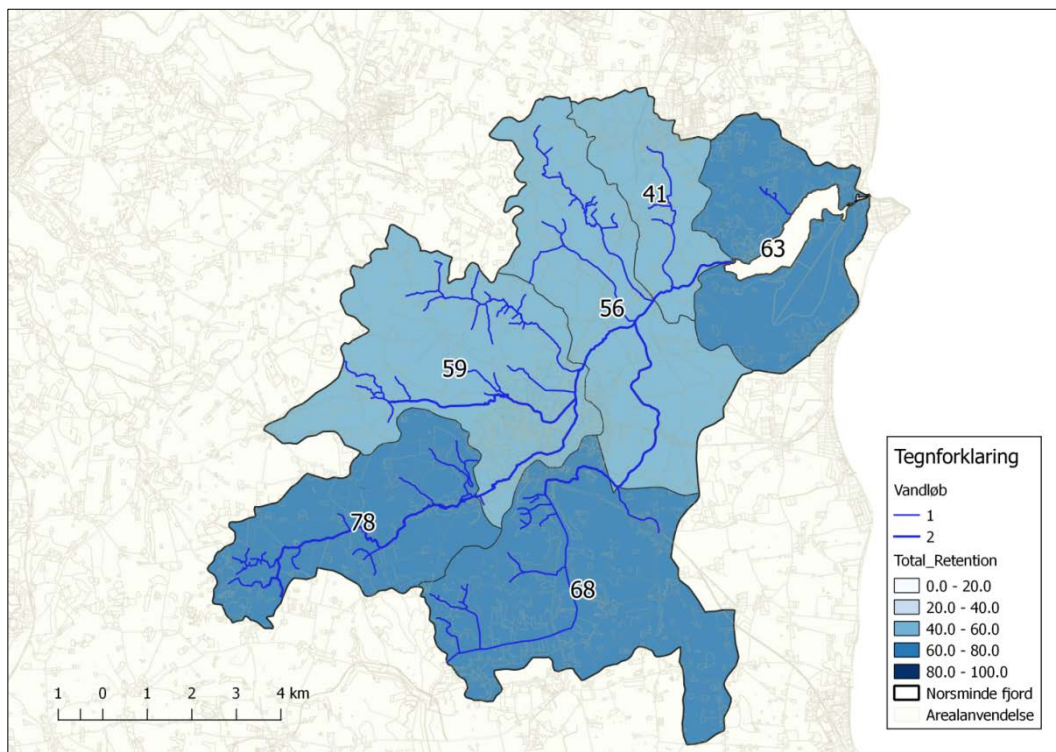 41
63
56
59
78
68
1 0 1 2 3 4 km
Tegnforklaring
Vandløb
1
2
Total_Retention
0.0 - 20.0
20.0 - 40.0
40.0 - 60.0
60.0 - 80.0
80.0 - 100.0
Norsminde fjord
Arealanvendelse